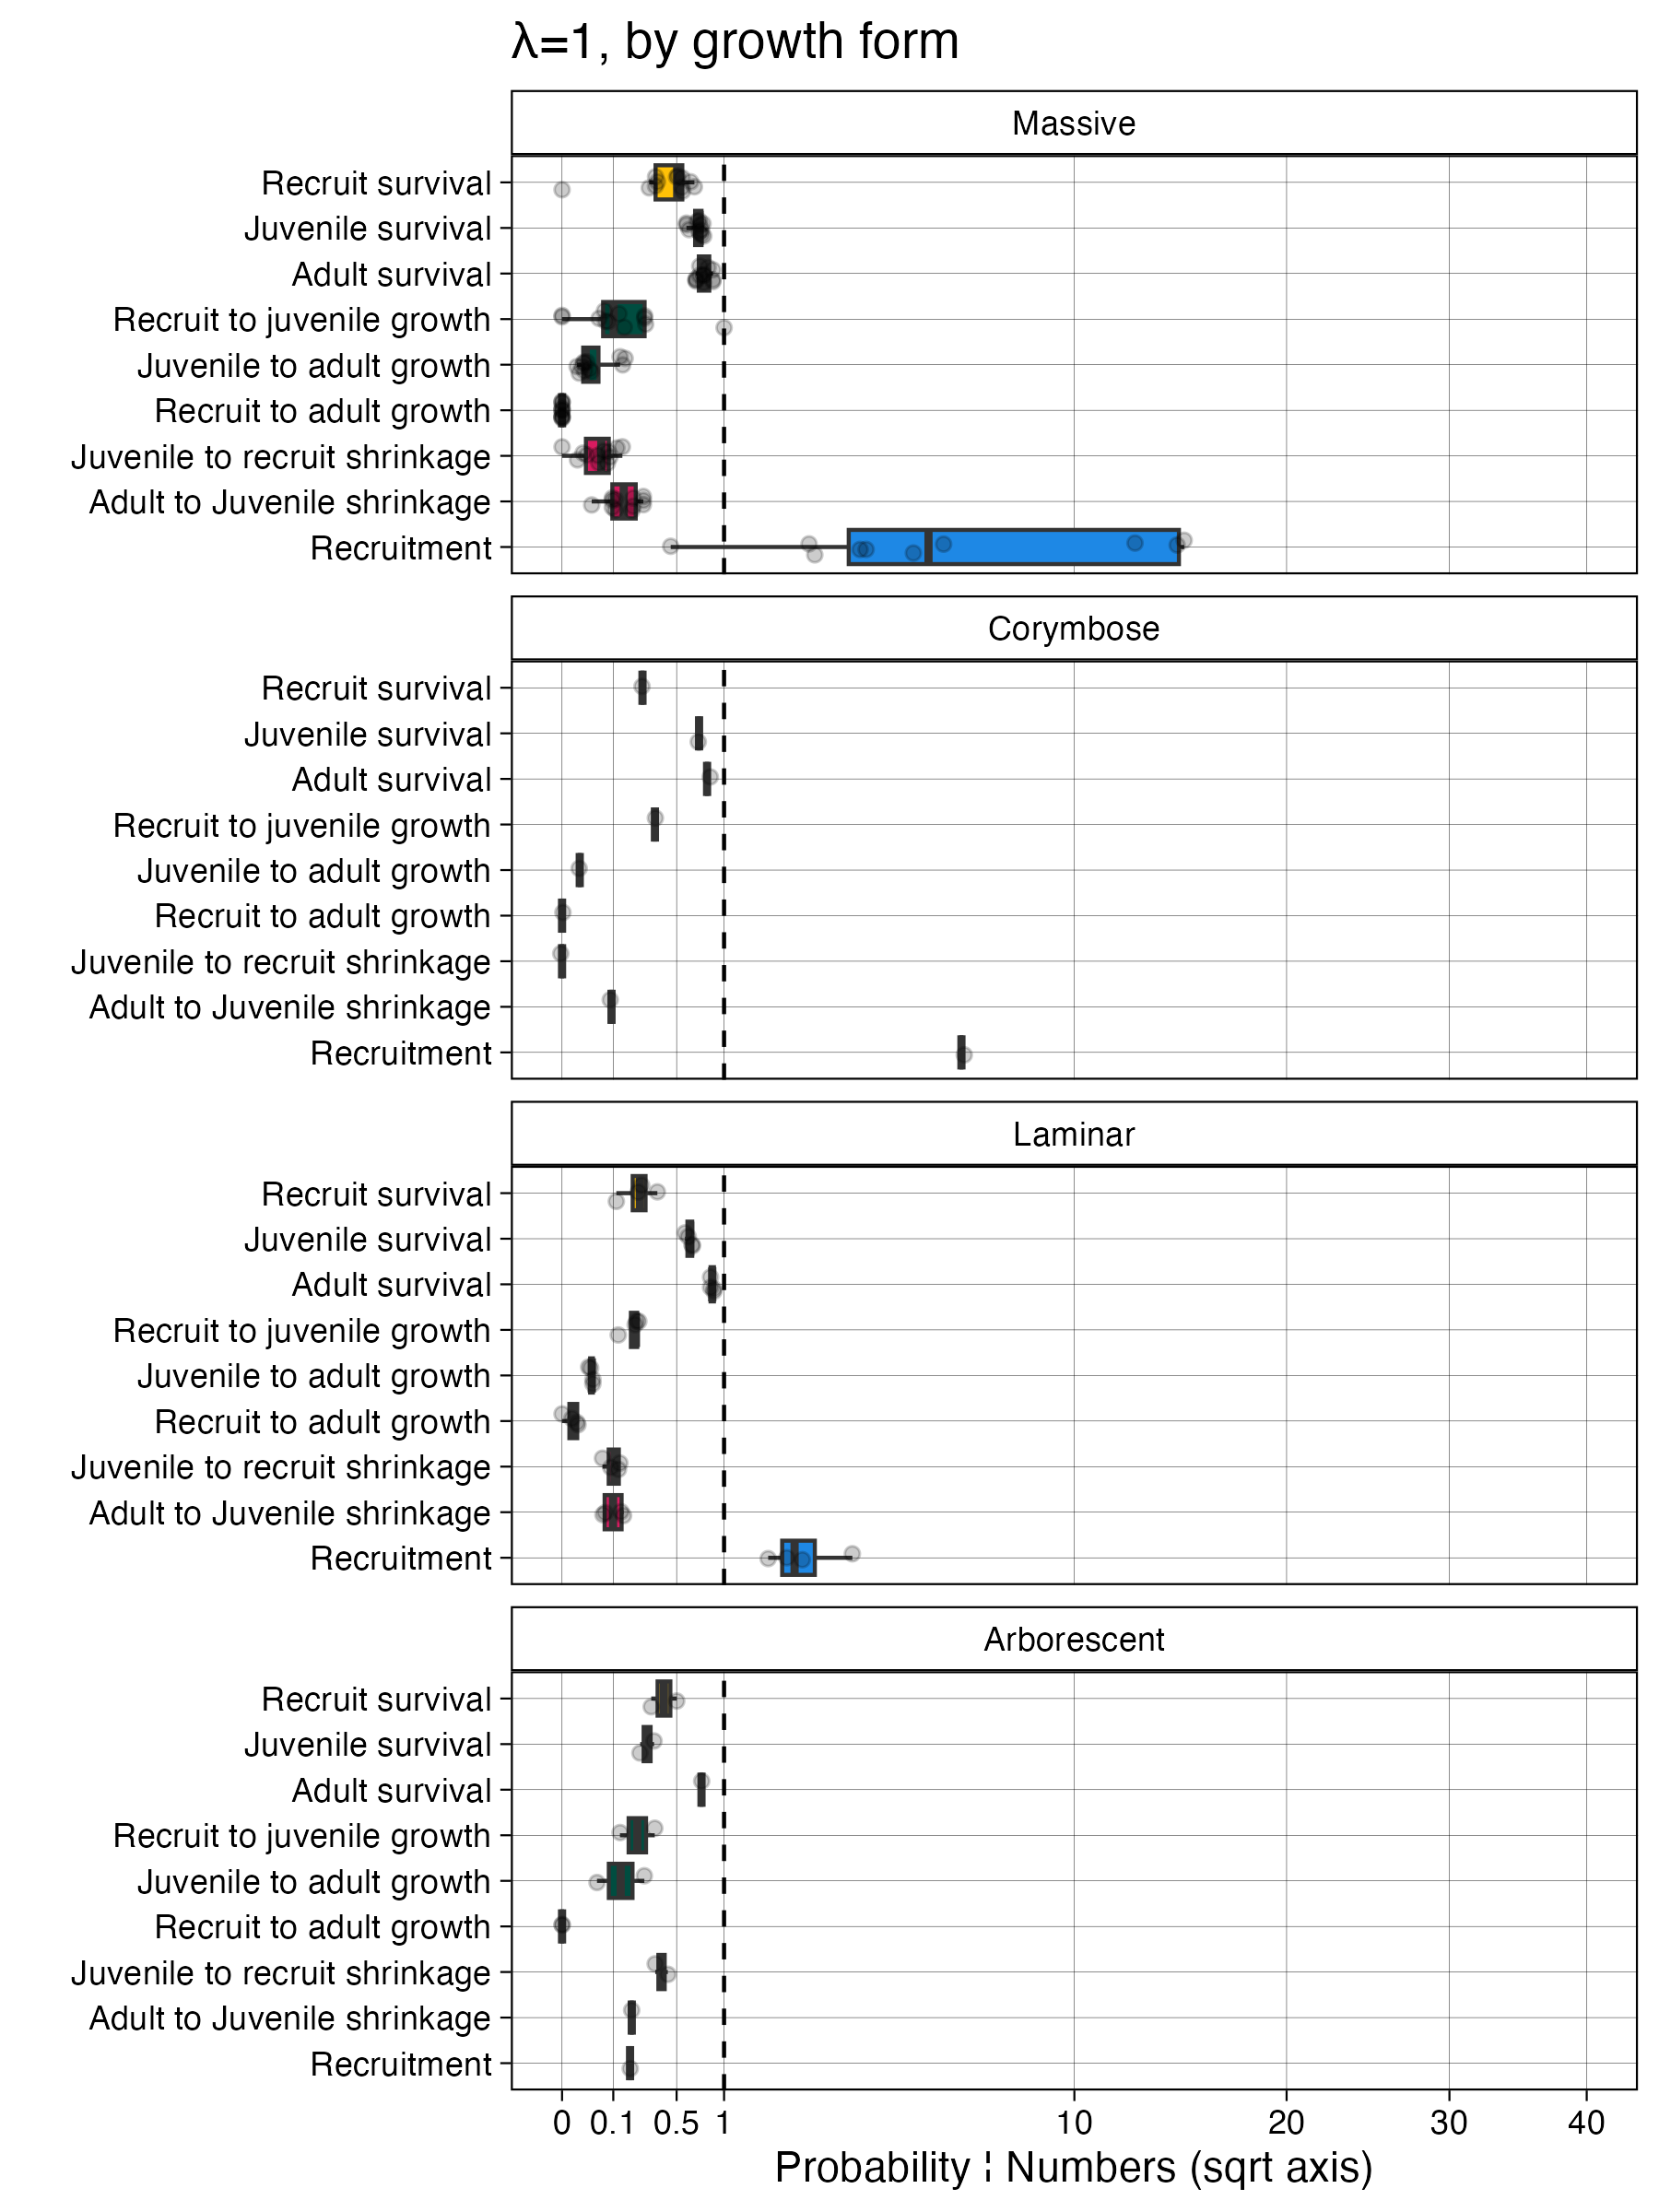 λ=1, by growth form
Massive
Recruit survival
Juvenile survival
Adult survival
Recruit to juvenile growth
Juvenile to adult growth
Recruit to adult growth
Juvenile to recruit shrinkage
Adult to Juvenile shrinkage
Recruitment
Corymbose
Recruit survival
Juvenile survival
Adult survival
Recruit to juvenile growth
Juvenile to adult growth
Recruit to adult growth
Juvenile to recruit shrinkage
Adult to Juvenile shrinkage
Recruitment
Laminar
Recruit survival
Juvenile survival
Adult survival
Recruit to juvenile growth
Juvenile to adult growth
Recruit to adult growth
Juvenile to recruit shrinkage
Adult to Juvenile shrinkage
Recruitment
Arborescent
Recruit survival
Juvenile survival
Adult survival
Recruit to juvenile growth
Juvenile to adult growth
Recruit to adult growth
Juvenile to recruit shrinkage
Adult to Juvenile shrinkage
Recruitment
0 0.1 0.5 1 10 20 30 40
Probability ¦ Numbers (sqrt axis)